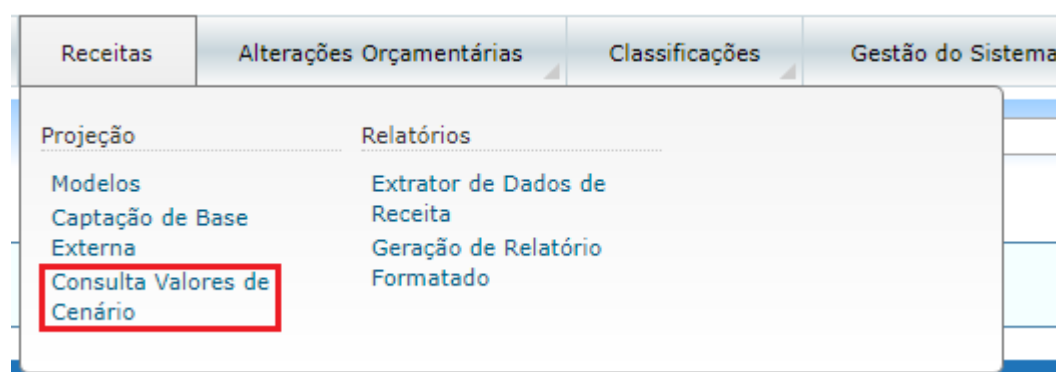 Receitas
Alterações Orçamentárias
Classificações
Gestão do Sistema
Projeção
Modelos
Captação de Base
Externa
Consulta Valores de
Cenário
Relatórios
Extrator de Dados de
Receita
Geração de Relatório
Formatado